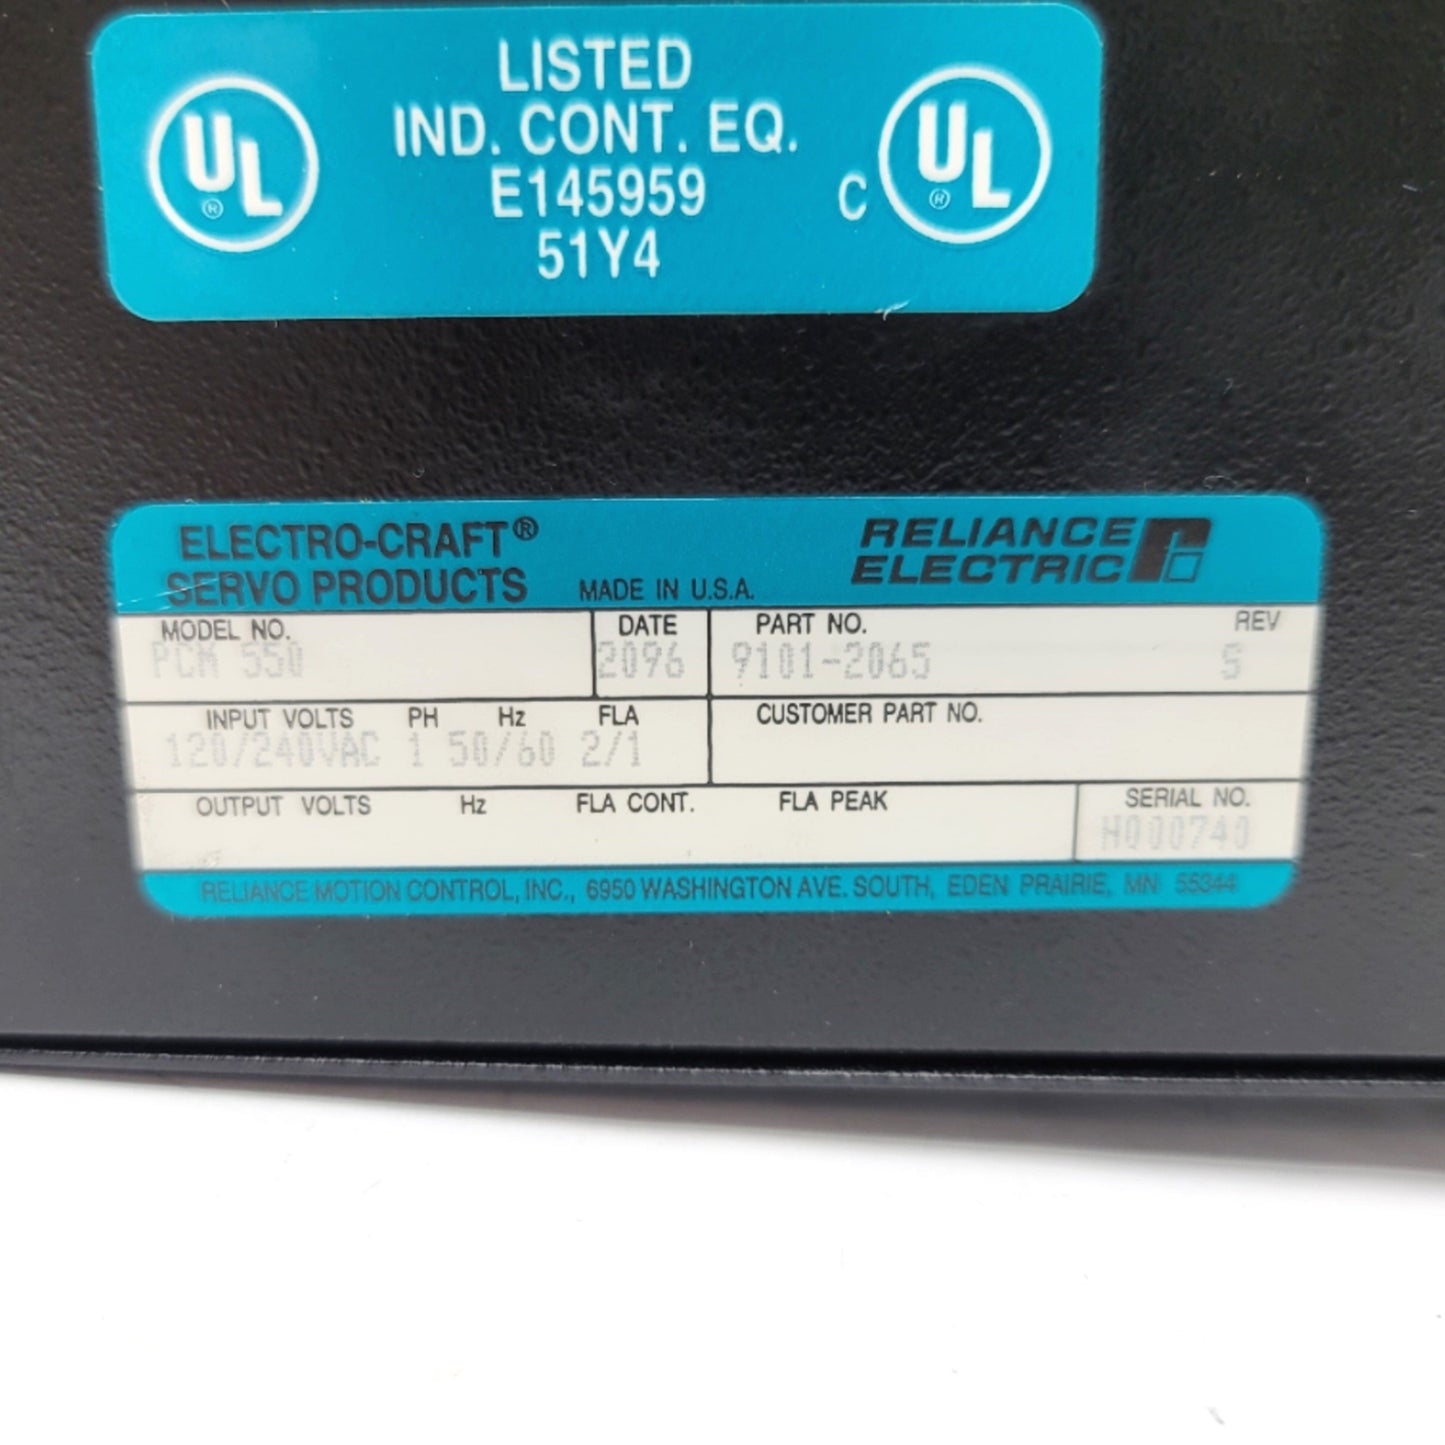 LISTED
IND. CONT. EQ.
E145959
51Y4
UL ®
C UL ®
ELECTRO-CRAFT®
SERVO PRODUCTS
MADE IN U.S.A.
RELIANCE
ELECTRIC
MODEL NO. DATE PART NO. REV
PCM 550 2096 9101-2065 S
INPUT VOLTS PH Hz FLA CUSTOMER PART NO.
120/240VAC 1 50/60 2/1
OUTPUT VOLTS Hz FLA CONT. FLA PEAK SERIAL NO.
H000740
RELIANCE MOTION CONTROL, INC., 6950 WASHINGTON AVE. SOUTH, EDEN PRAIRIE, MN 55344